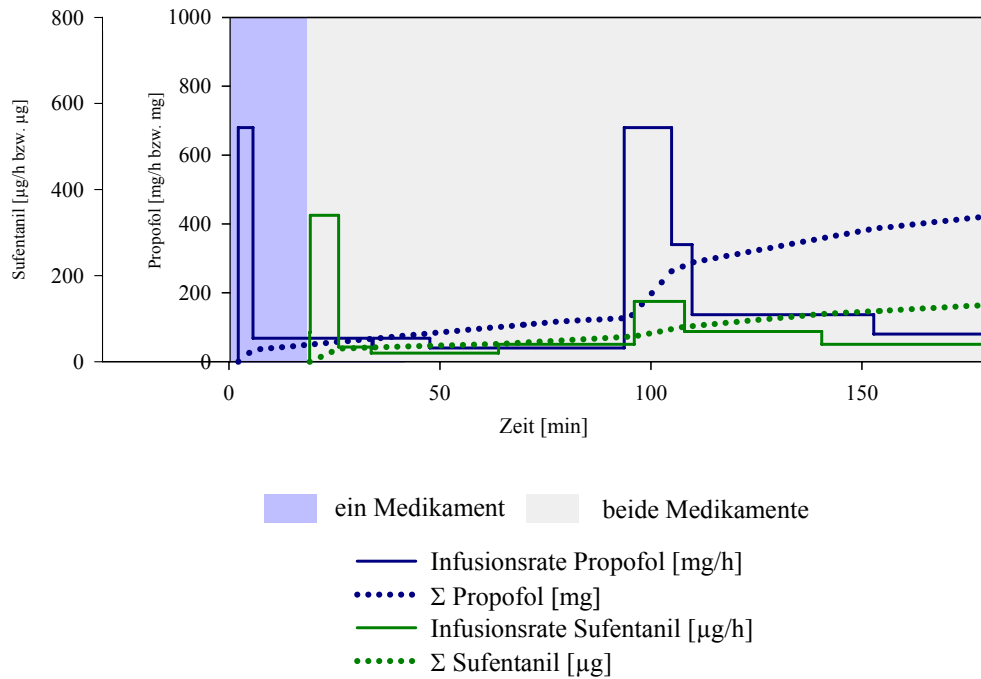 Sufentanil [µg/h bzw. µg]
800
600
400
200
0
Propofol [mg/h bzw. mg]
1000
800
600
400
200
0
0
50
100
150
Zeit [min]
ein Medikament
beide Medikamente
Infusionsrate Propofol [mg/h]
Σ Propofol [mg]
Infusionsrate Sufentanil [µg/h]
Σ Sufentanil [µg]